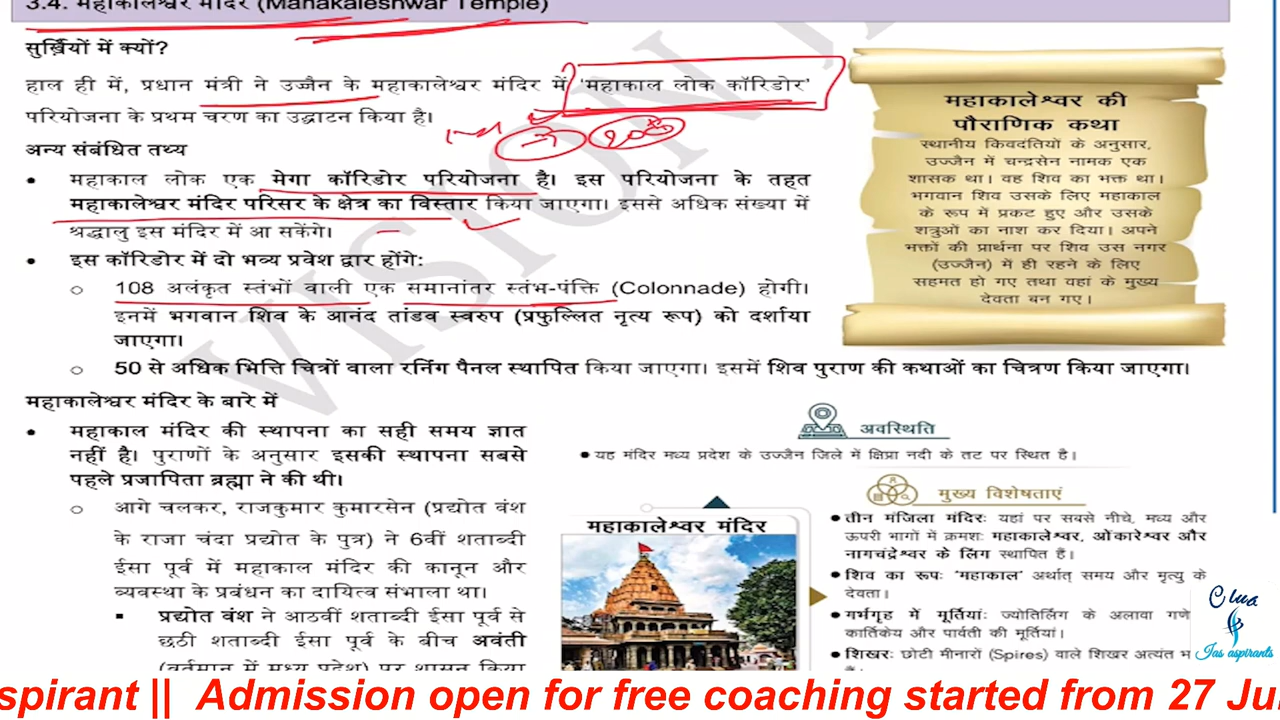 3.4. महाकालेश्वर मंदिर (Mahakaleshwar Temple)
सुर्ख़ियों में क्यों?
हाल ही में, प्रधान मंत्री ने उज्जैन के महाकालेश्वर मंदिर में 'महाकाल लोक कॉरिडोर'
परियोजना के प्रथम चरण का उद्घाटन किया है।
अन्य संबंधित तथ्य
• महाकाल लोक एक मेगा कॉरिडोर परियोजना है। इस परियोजना के तहत
महाकालेश्वर मंदिर परिसर के क्षेत्र का विस्तार किया जाएगा। इससे अधिक संख्या में
श्रद्धालु इस मंदिर में आ सकेंगे।
• इस कॉरिडोर में दो भव्य प्रवेश द्वार होंगे:
○ 108 अलंकृत स्तंभों वाली एक समानांतर स्तंभ-पंक्ति (Colonnade) होगी।
इनमें भगवान शिव के आनंद तांडव स्वरुप (प्रफुल्लित नृत्य रूप) को दर्शाया
जाएगा।
○ 50 से अधिक भित्ति चित्रों वाला रनिंग पैनल स्थापित किया जाएगा। इसमें शिव पुराण की कथाओं का चित्रण किया जाएगा।
महाकालेश्वर की
पौराणिक कथा
स्थानीय किवदंतियों के अनुसार,
उज्जैन में चन्द्रसेन नामक एक
शासक था। वह शिव का भक्त था।
भगवान शिव उसके लिए महाकाल
के रूप में प्रकट हुए और उसके
शत्रुओं का नाश कर दिया। अपने
भक्तों की प्रार्थना पर शिव उस नगर
(उज्जैन) में ही रहने के लिए
सहमत हो गए तथा वहां के मुख्य
देवता बन गए।
महाकालेश्वर मंदिर के बारे में
• महाकाल मंदिर की स्थापना का सही समय ज्ञात
नहीं है। पुराणों के अनुसार इसकी स्थापना सबसे
पहले प्रजापिता ब्रह्मा ने की थी।
○ आगे चलकर, राजकुमार कुमारसेन (प्रद्योत वंश
के राजा चंदा प्रद्योत के पुत्र) ने 6वीं शताब्दी
ईसा पूर्व में महाकाल मंदिर की कानून और
व्यवस्था के प्रबंधन का दायित्व संभाला था।
▪ प्रद्योत वंश ने आठवीं शताब्दी ईसा पूर्व से
छठी शताब्दी ईसा पूर्व के बीच अवंती
(वर्तमान में मध्य प्रदेश) पर शासन किया
अवस्थिति
• यह मंदिर मध्य प्रदेश के उज्जैन जिले में क्षिप्रा नदी के तट पर स्थित है।
मुख्य विशेषताएं
महाकालेश्वर मंदिर
• तीन मंजिला मंदिर: यहां पर सबसे नीचे, मध्य और
ऊपरी भागों में क्रमशः महाकालेश्वर, ओंकारेश्वर और
नागचंद्रेश्वर के लिंग स्थापित हैं।
• शिव का रूप: 'महाकाल' अर्थात् समय और मृत्यु के
देवता।
• गर्भगृह में मूर्तियां: ज्योतिर्लिंग के अलावा गणे
कार्तिकेय और पार्वती की मूर्तियां।
• शिखर: छोटी मीनारों (Spires) वाले शिखर अत्यंत भ
VISION
Ias aspirants
spirant || Admission open for free coaching started from 27 Ju